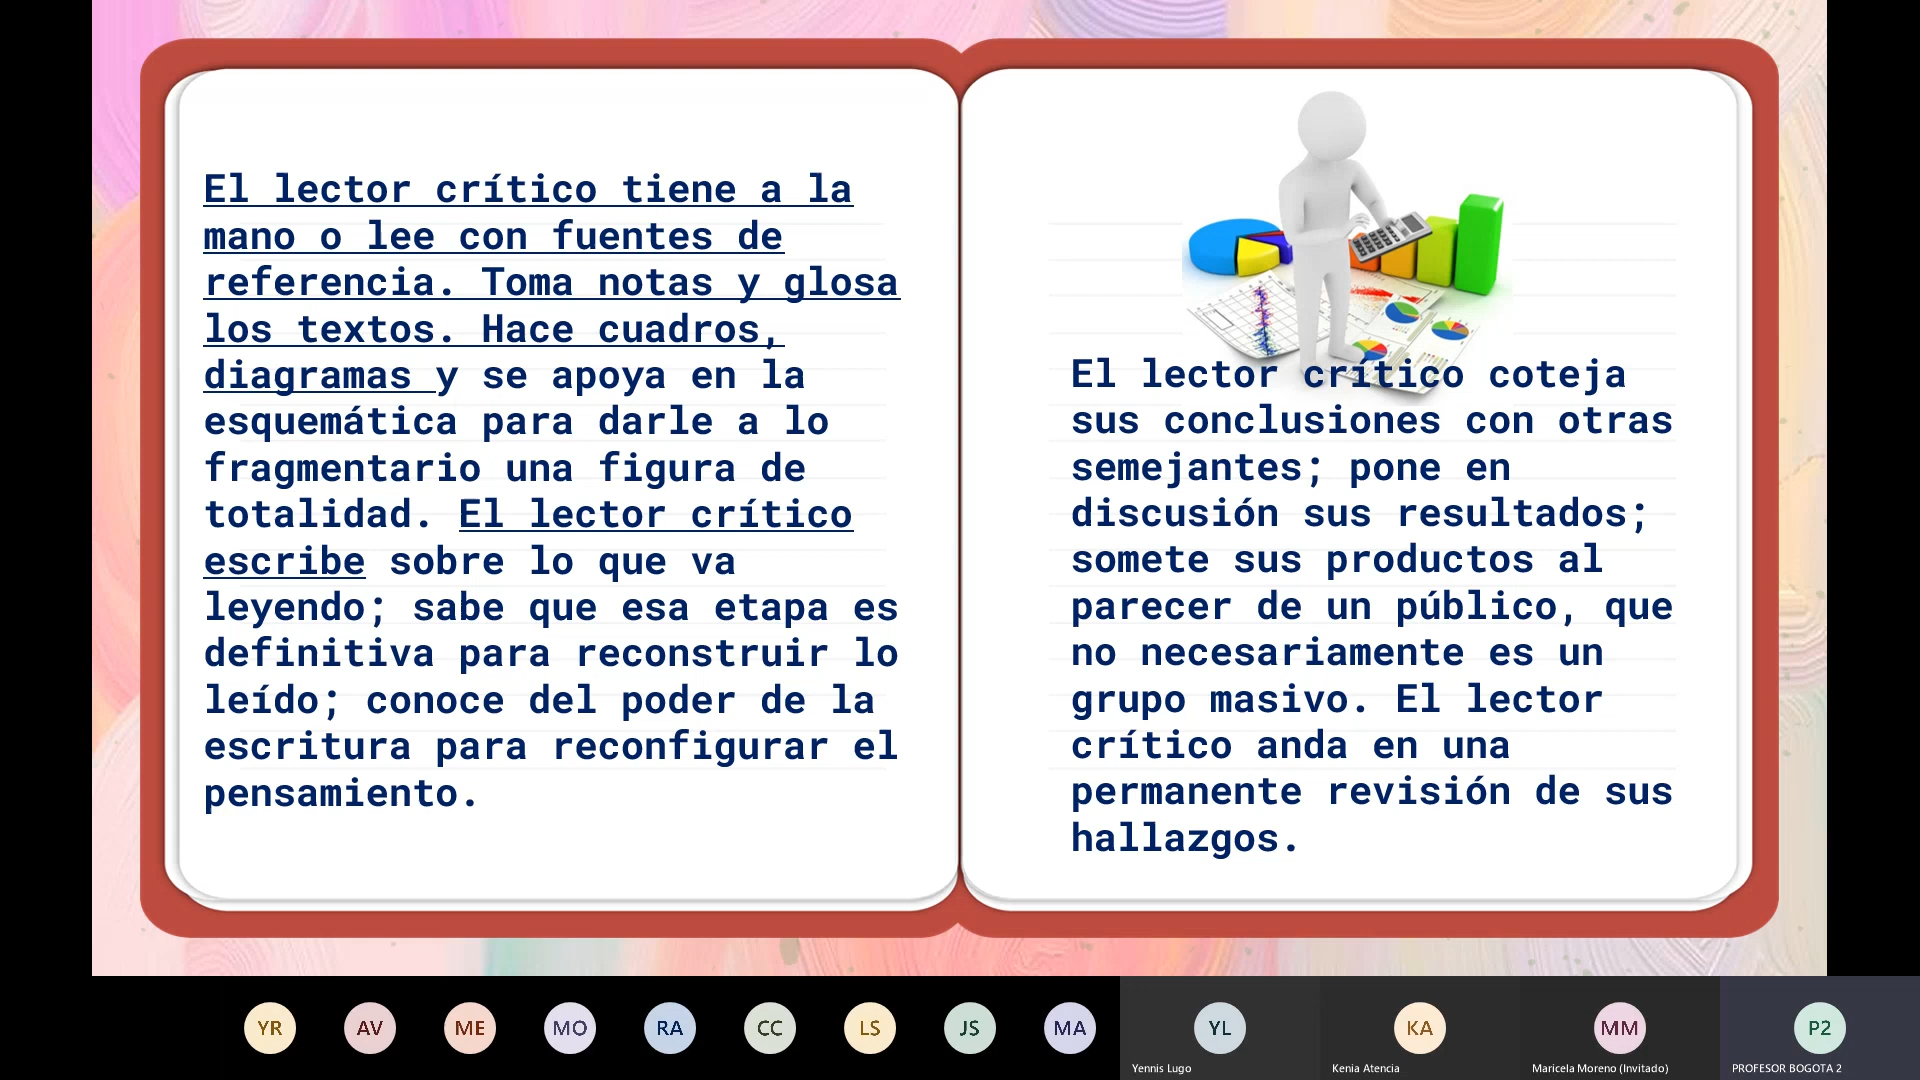 El lector crítico tiene a la
mano o lee con fuentes de
referencia. Toma notas y glosa
los textos. Hace cuadros,
diagramas y se apoya en la
esquemática para darle a lo
fragmentario una figura de
totalidad. El lector crítico
escribe sobre lo que va
leyendo; sabe que esa etapa es
definitiva para reconstruir lo
leído; conoce del poder de la
escritura para reconfigurar el
pensamiento.
El lector crítico coteja
sus conclusiones con otras
semejantes; pone en
discusión sus resultados;
somete sus productos al
parecer de un público, que
no necesariamente es un
grupo masivo. El lector
crítico anda en una
permanente revisión de sus
hallazgos.
YR AV ME MO RA CC LS JS MA YL KA MM P2
Yennis Lugo Kenia Atencia Maricela Moreno (Invitado) PROFESOR BOGOTA 2